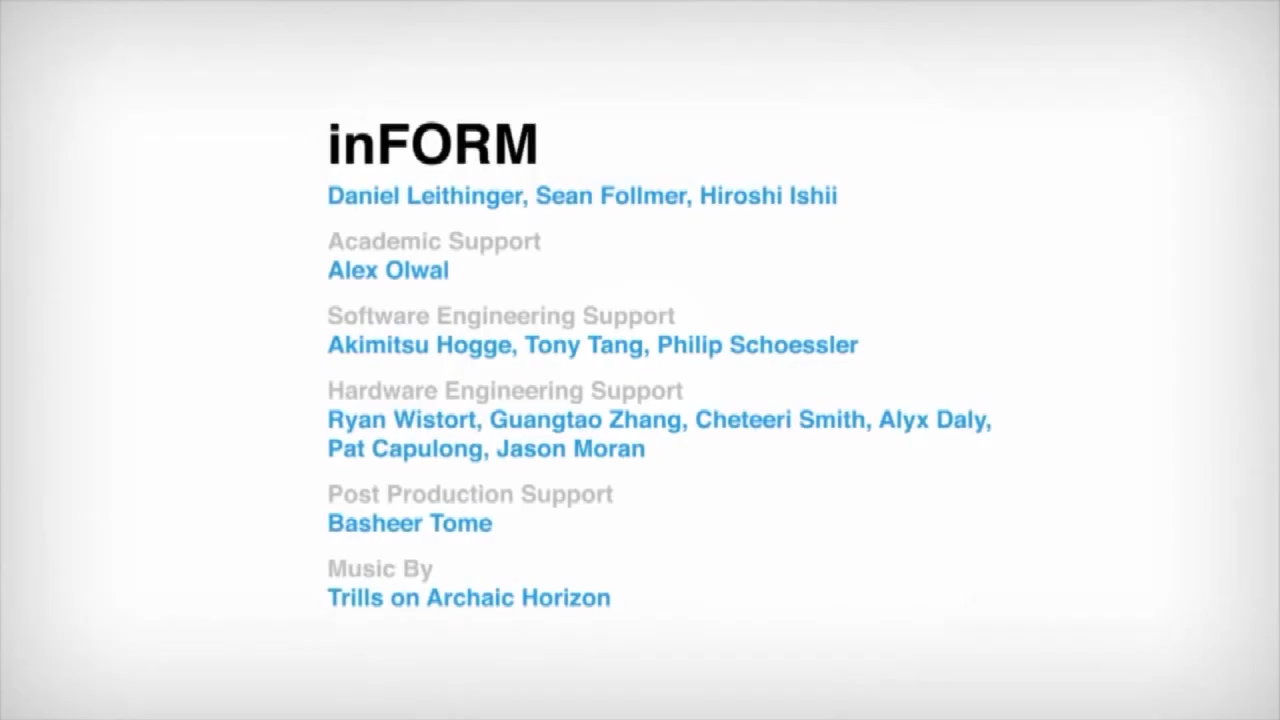 inFORM
Daniel Leithinger, Sean Follmer, Hiroshi Ishii
Academic Support
Alex Olwal
Software Engineering Support
Akimitsu Hogge, Tony Tang, Philip Schoessler
Hardware Engineering Support
Ryan Wistort, Guangtao Zhang, Cheteeri Smith, Alyx Daly,
Pat Capulong, Jason Moran
Post Production Support
Basheer Tome
Music By
Trills on Archaic Horizon